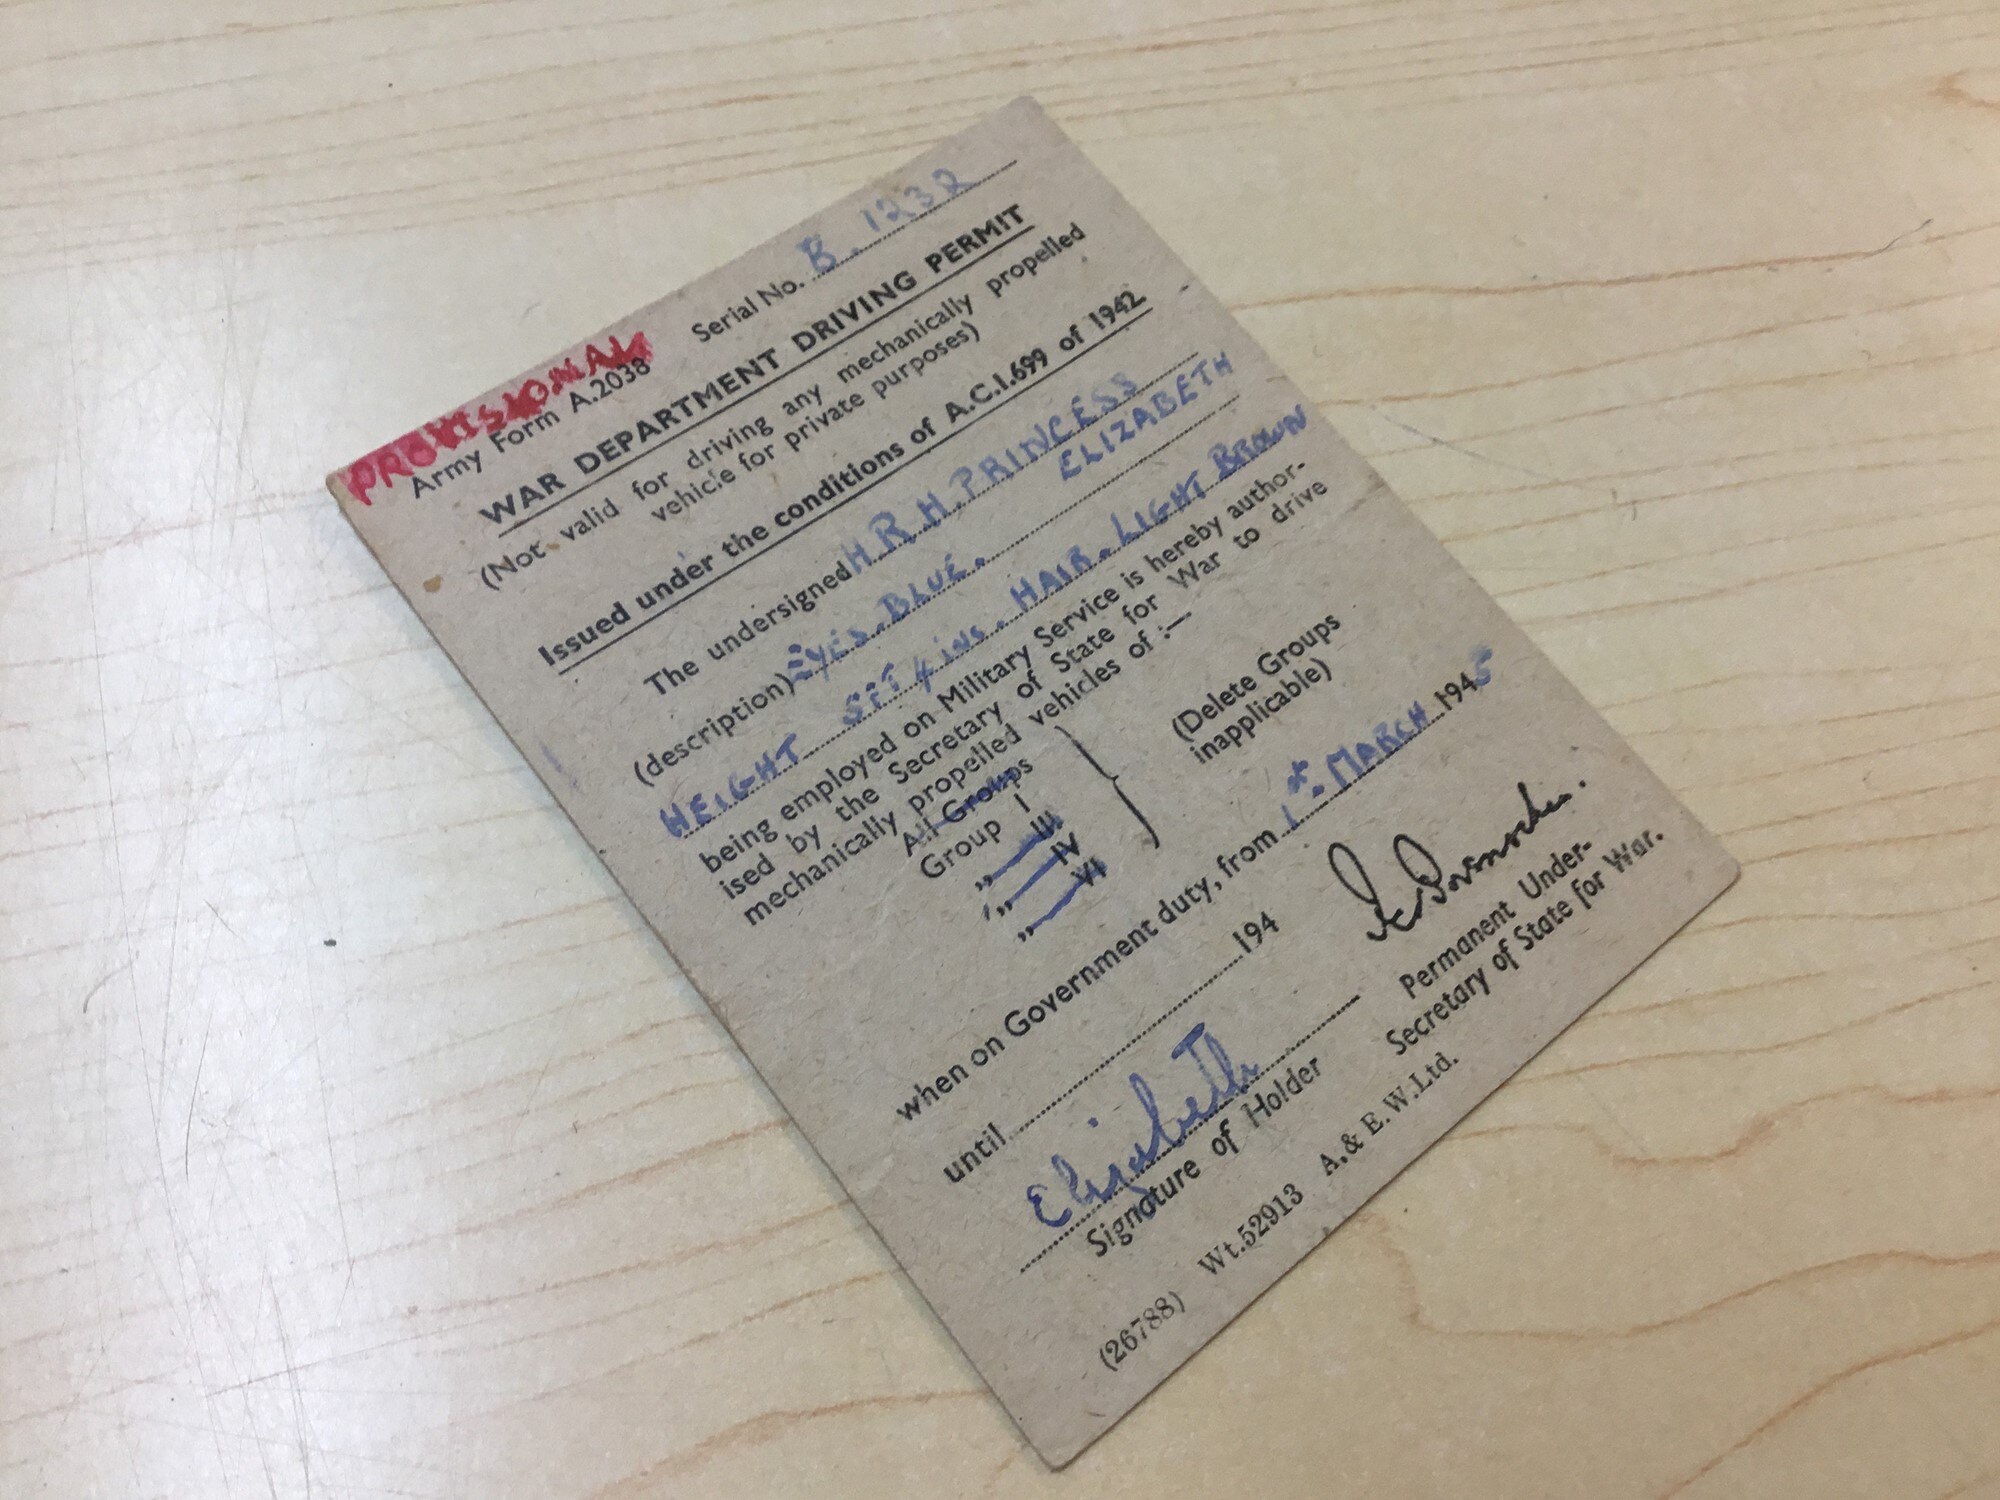 PROVISIONAL
Army Form A.2038 Serial No. B. 1232
WAR DEPARTMENT DRIVING PERMIT
(Not valid for driving any mechanically propelled
vehicle for private purposes)
Issued under the conditions of A.C.I.699 of 1942
The undersigned H.R.H. PRINCESS
ELIZABETH
(description) EYES. BLUE.
HEIGHT 5FT 4 ins. HAIR. LIGHT BROWN
being employed on Military Service is hereby author-
ised by the Secretary of State for War to drive
mechanically propelled vehicles of :—
All Groups
Group I
„ III
„ IV
„ VI
(Delete Groups
inapplicable)
when on Government duty, from 1st. MARCH 1945
until 194
Elizabeth
Signature of Holder
Permanent Under-
Secretary of State for War.
(26788) Wt.52913 A.& E.W.Ltd.